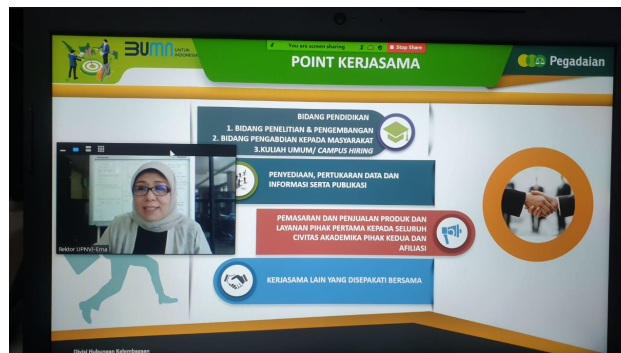 BUMN UNTUK
INDONESIA
You are screen sharing
Stop Share
POINT KERJASAMA
Pegadaian
BIDANG PENDIDIKAN
1. BIDANG PENELITIAN & PENGEMBANGAN
2. BIDANG PENGABDIAN KEPADA MASYARAKAT
3.KULIAH UMUM/ CAMPUS HIRING
PENYEDIAAN, PERTUKARAN DATA DAN
INFORMASI SERTA PUBLIKASI
PEMASARAN DAN PENJUALAN PRODUK DAN
LAYANAN PIHAK PERTAMA KEPADA SELURUH
CIVITAS AKADEMIKA PIHAK KEDUA DAN
AFILIASI
Rektor UPNVJ-Erna
KERJASAMA LAIN YANG DISEPAKATI BERSAMA
Divisi Hubungan Kelembagaan